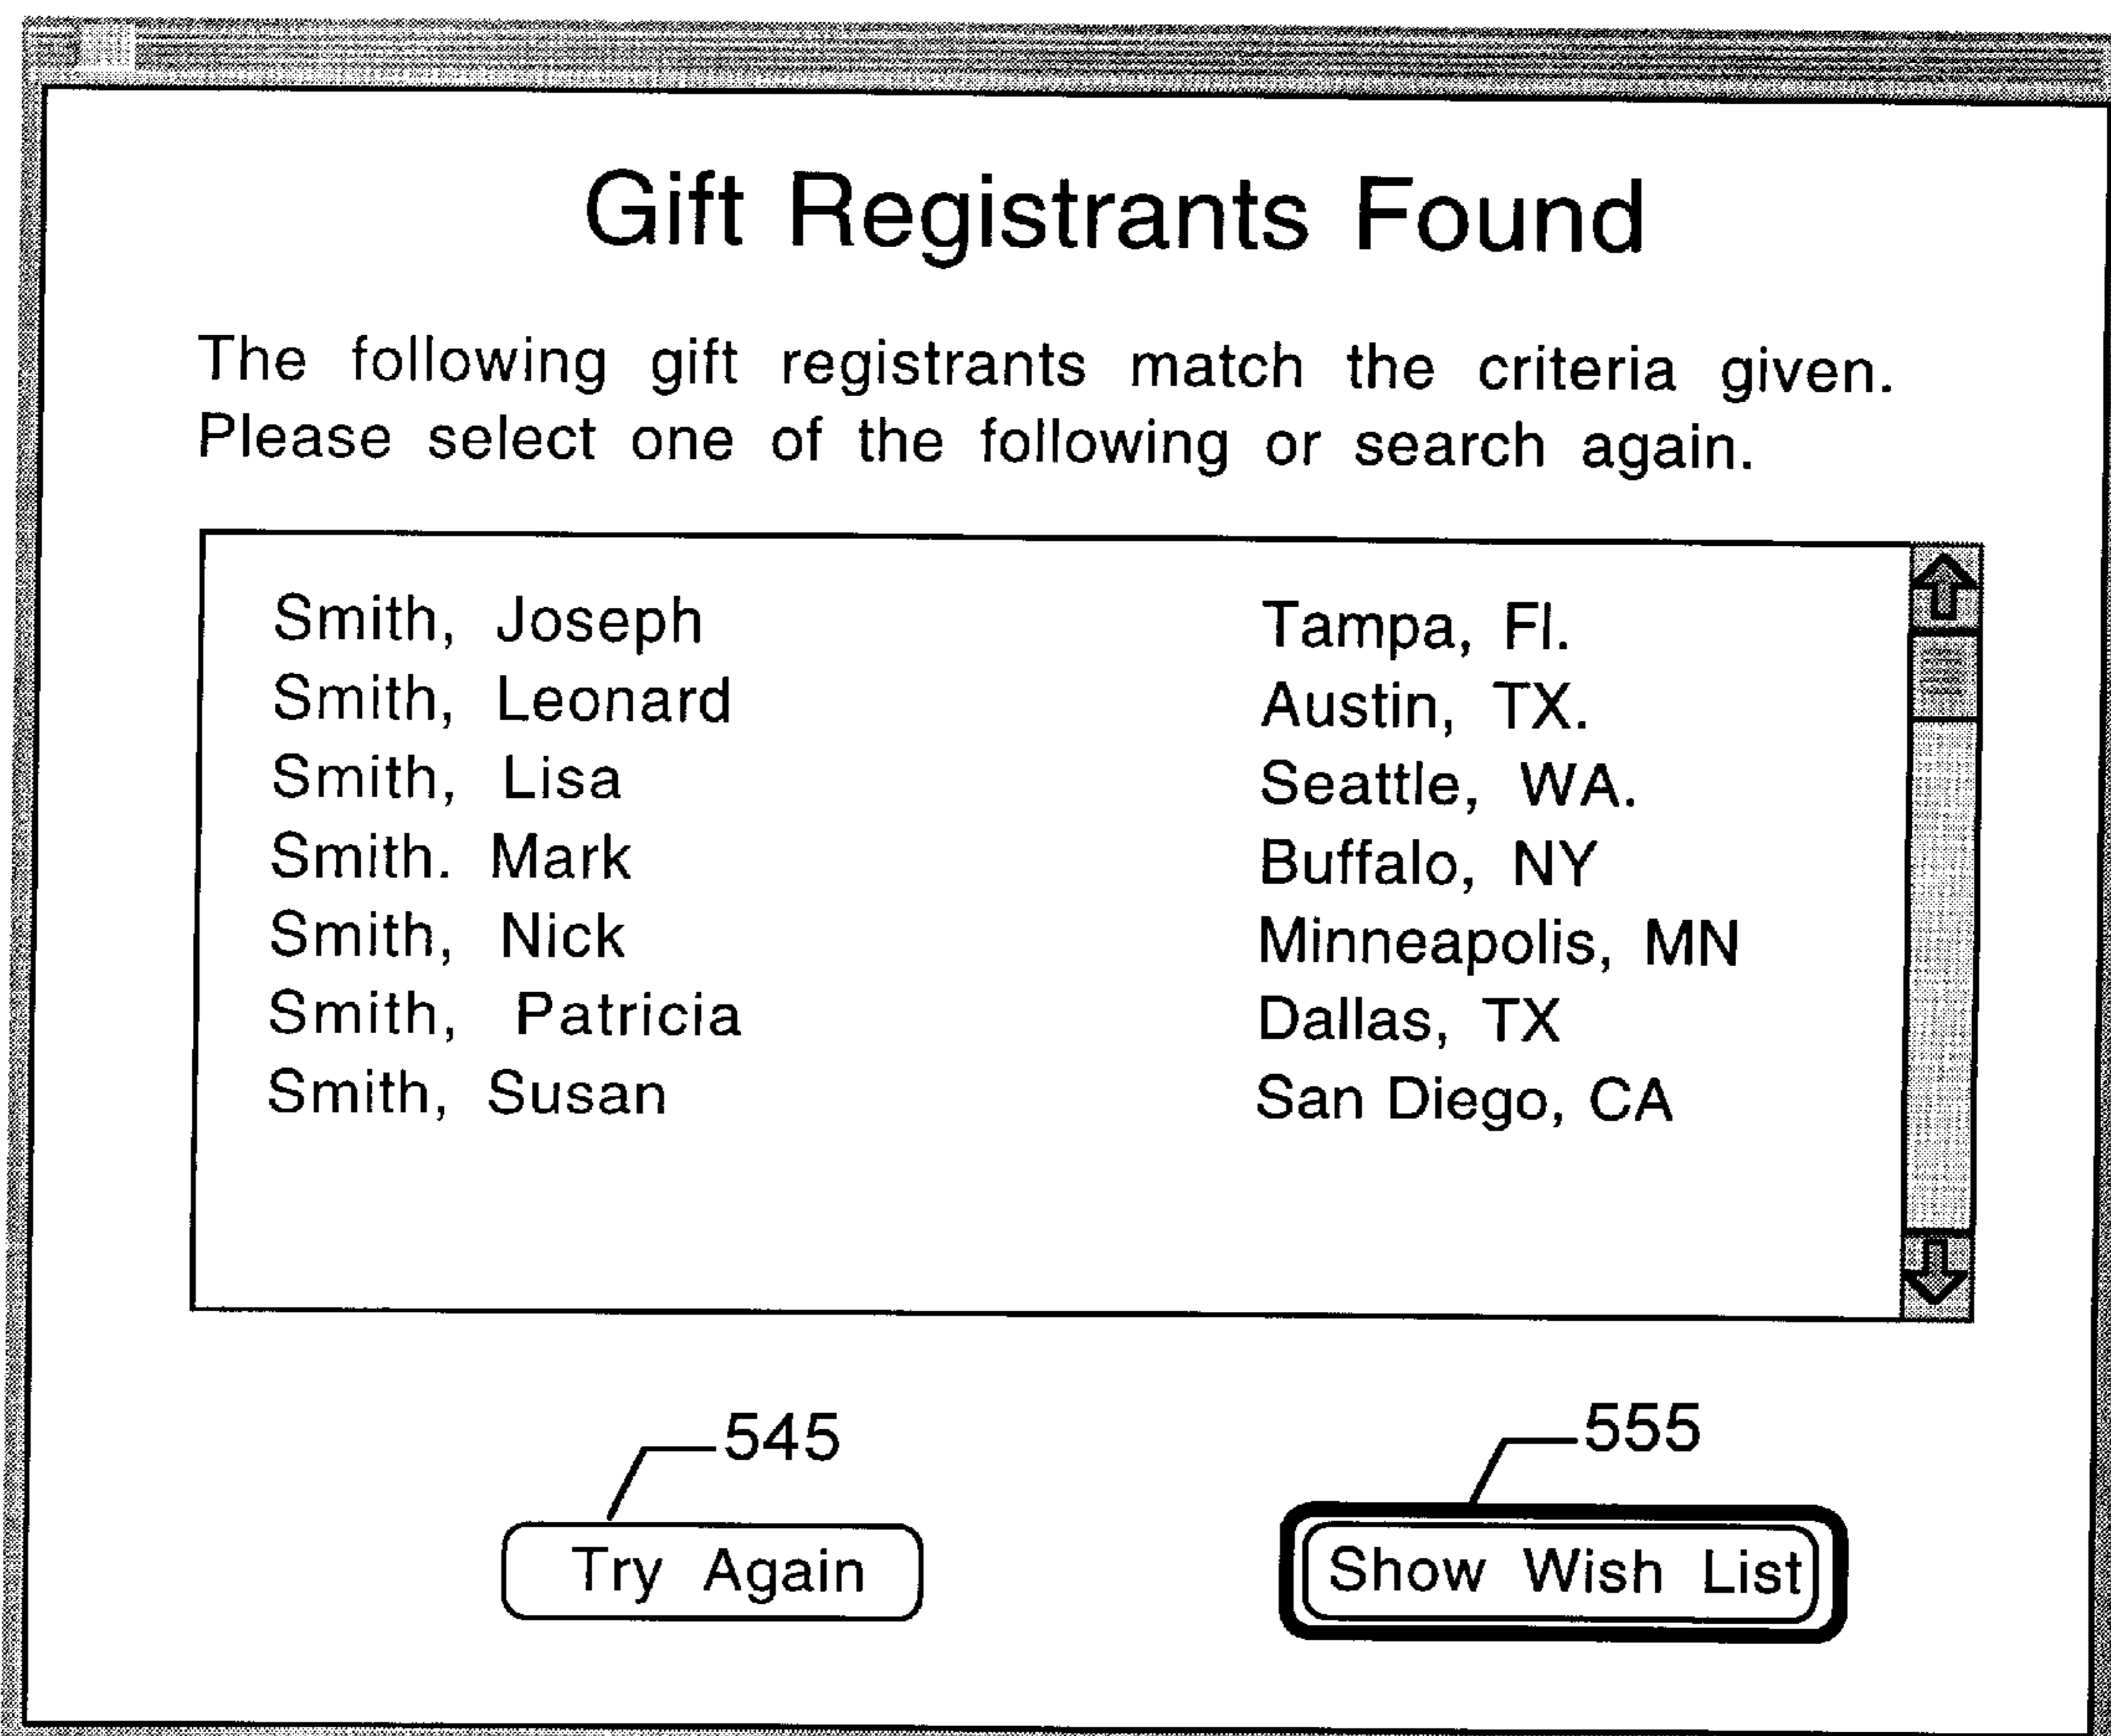 Gift Registrants Found
The following gift registrants match the criteria given.
Please select one of the following or search again.
Smith, Joseph Tampa, Fl.
Smith, Leonard Austin, TX.
Smith, Lisa Seattle, WA.
Smith. Mark Buffalo, NY
Smith, Nick Minneapolis, MN
Smith, Patricia Dallas, TX
Smith, Susan San Diego, CA
545 555
Try Again Show Wish List